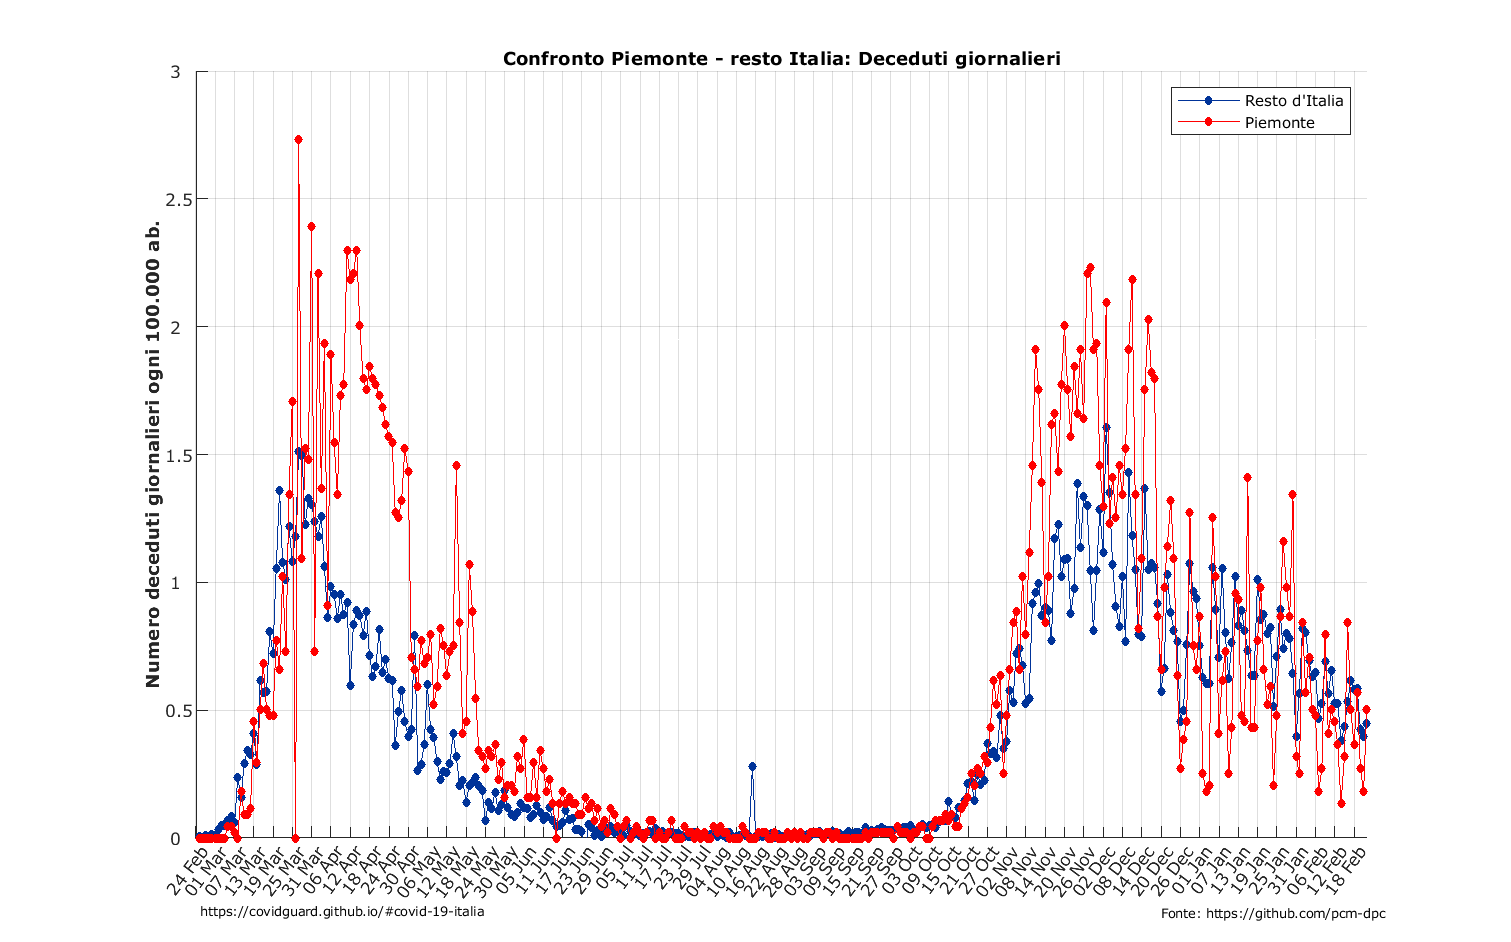 Confronto Piemonte - resto Italia: Deceduti giornalieri
Resto d'Italia
Piemonte
Numero deceduti giornalieri ogni 100.000 ab.
3
2.5
2
1.5
1
0.5
0
24 Feb
01 Mar
07 Mar
13 Mar
19 Mar
25 Mar
31 Mar
06 Apr
12 Apr
18 Apr
24 Apr
30 Apr
06 May
12 May
18 May
24 May
30 May
05 Jun
11 Jun
17 Jun
23 Jun
29 Jun
05 Jul
11 Jul
17 Jul
23 Jul
29 Jul
04 Aug
10 Aug
16 Aug
22 Aug
28 Aug
03 Sep
09 Sep
15 Sep
21 Sep
27 Sep
03 Oct
09 Oct
15 Oct
21 Oct
27 Oct
02 Nov
08 Nov
14 Nov
20 Nov
26 Nov
02 Dec
08 Dec
14 Dec
20 Dec
26 Dec
01 Jan
07 Jan
13 Jan
19 Jan
25 Jan
31 Jan
06 Feb
12 Feb
18 Feb
https://covidguard.github.io/#covid-19-italia
Fonte: https://github.com/pcm-dpc